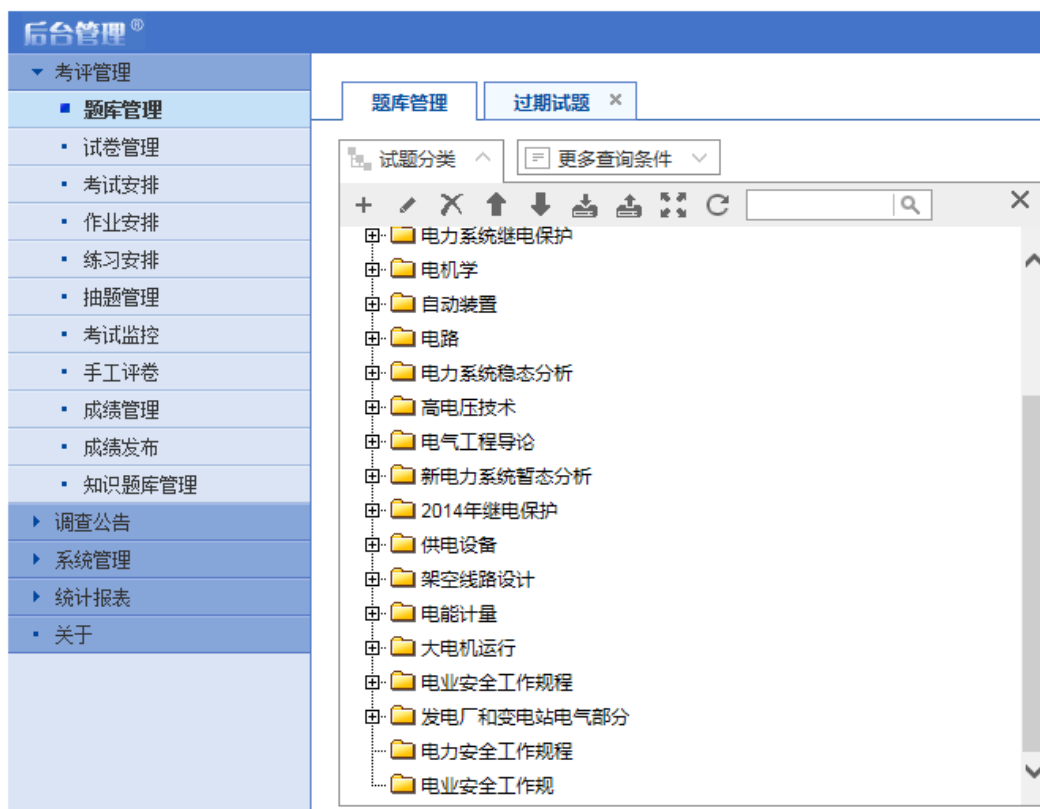 后台管理®
考评管理
题库管理
试卷管理
考试安排
作业安排
练习安排
抽题管理
考试监控
手工评卷
成绩管理
成绩发布
知识题库管理
调查公告
系统管理
统计报表
关于
题库管理
过期试题
试题分类
更多查询条件
电力系统继电保护
电机学
自动装置
电路
电力系统稳态分析
高电压技术
电气工程导论
新电力系统暂态分析
2014年继电保护
供电设备
架空线路设计
电能计量
大电机运行
电业安全工作规程
发电厂和变电站电气部分
电力安全工作规程
电业安全工作规